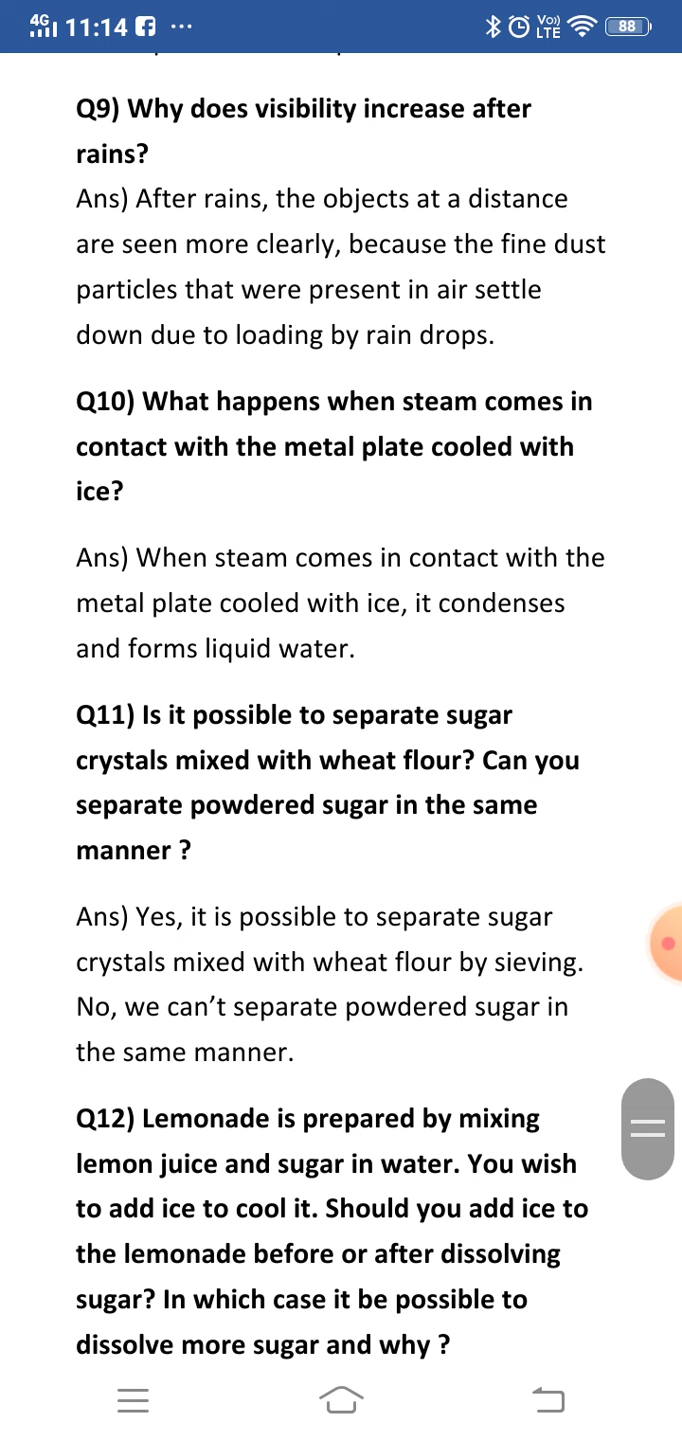 4G 11:14 ... Vo)) LTE 88
Q9) Why does visibility increase after
rains?
Ans) After rains, the objects at a distance
are seen more clearly, because the fine dust
particles that were present in air settle
down due to loading by rain drops.
Q10) What happens when steam comes in
contact with the metal plate cooled with
ice?
Ans) When steam comes in contact with the
metal plate cooled with ice, it condenses
and forms liquid water.
Q11) Is it possible to separate sugar
crystals mixed with wheat flour? Can you
separate powdered sugar in the same
manner ?
Ans) Yes, it is possible to separate sugar
crystals mixed with wheat flour by sieving.
No, we can’t separate powdered sugar in
the same manner.
Q12) Lemonade is prepared by mixing
lemon juice and sugar in water. You wish
to add ice to cool it. Should you add ice to
the lemonade before or after dissolving
sugar? In which case it be possible to
dissolve more sugar and why ?